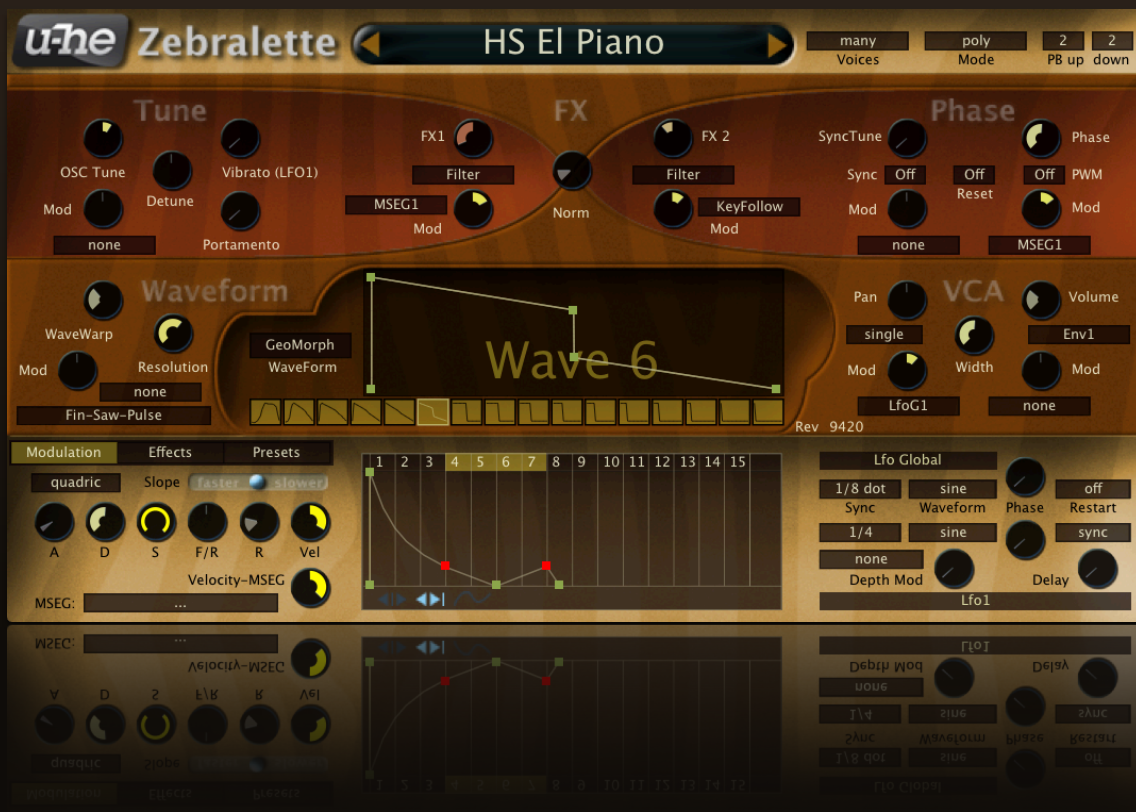 u-he Zebralette HS El Piano many poly 2 2
Voices Mode PB up down
Tune FX Phase
FX1 FX 2 SyncTune Phase
OSC Tune Vibrato (LFO1) Filter Filter Sync Off Off Off PWM
Detune Reset
Mod MSEG1 KeyFollow Mod Mod
Norm
Mod Mod
none Portamento none MSEG1
Waveform VCA
Pan Volume
WaveWarp GeoMorph single Env1
Mod Resolution WaveForm Wave 6 Mod Width Mod
none
Fin-Saw-Pulse LfoG1 none
Rev 9420
Modulation Effects Presets 1 2 3 4 5 6 7 8 9 10 11 12 13 14 15 Lfo Global
quadric Slope faster slower 1/8 dot sine off
Sync Waveform Phase Restart
A D S F/R R Vel 1/4 sine sync
none
Velocity-MSEG Depth Mod Delay
MSEG: ... Lfo1